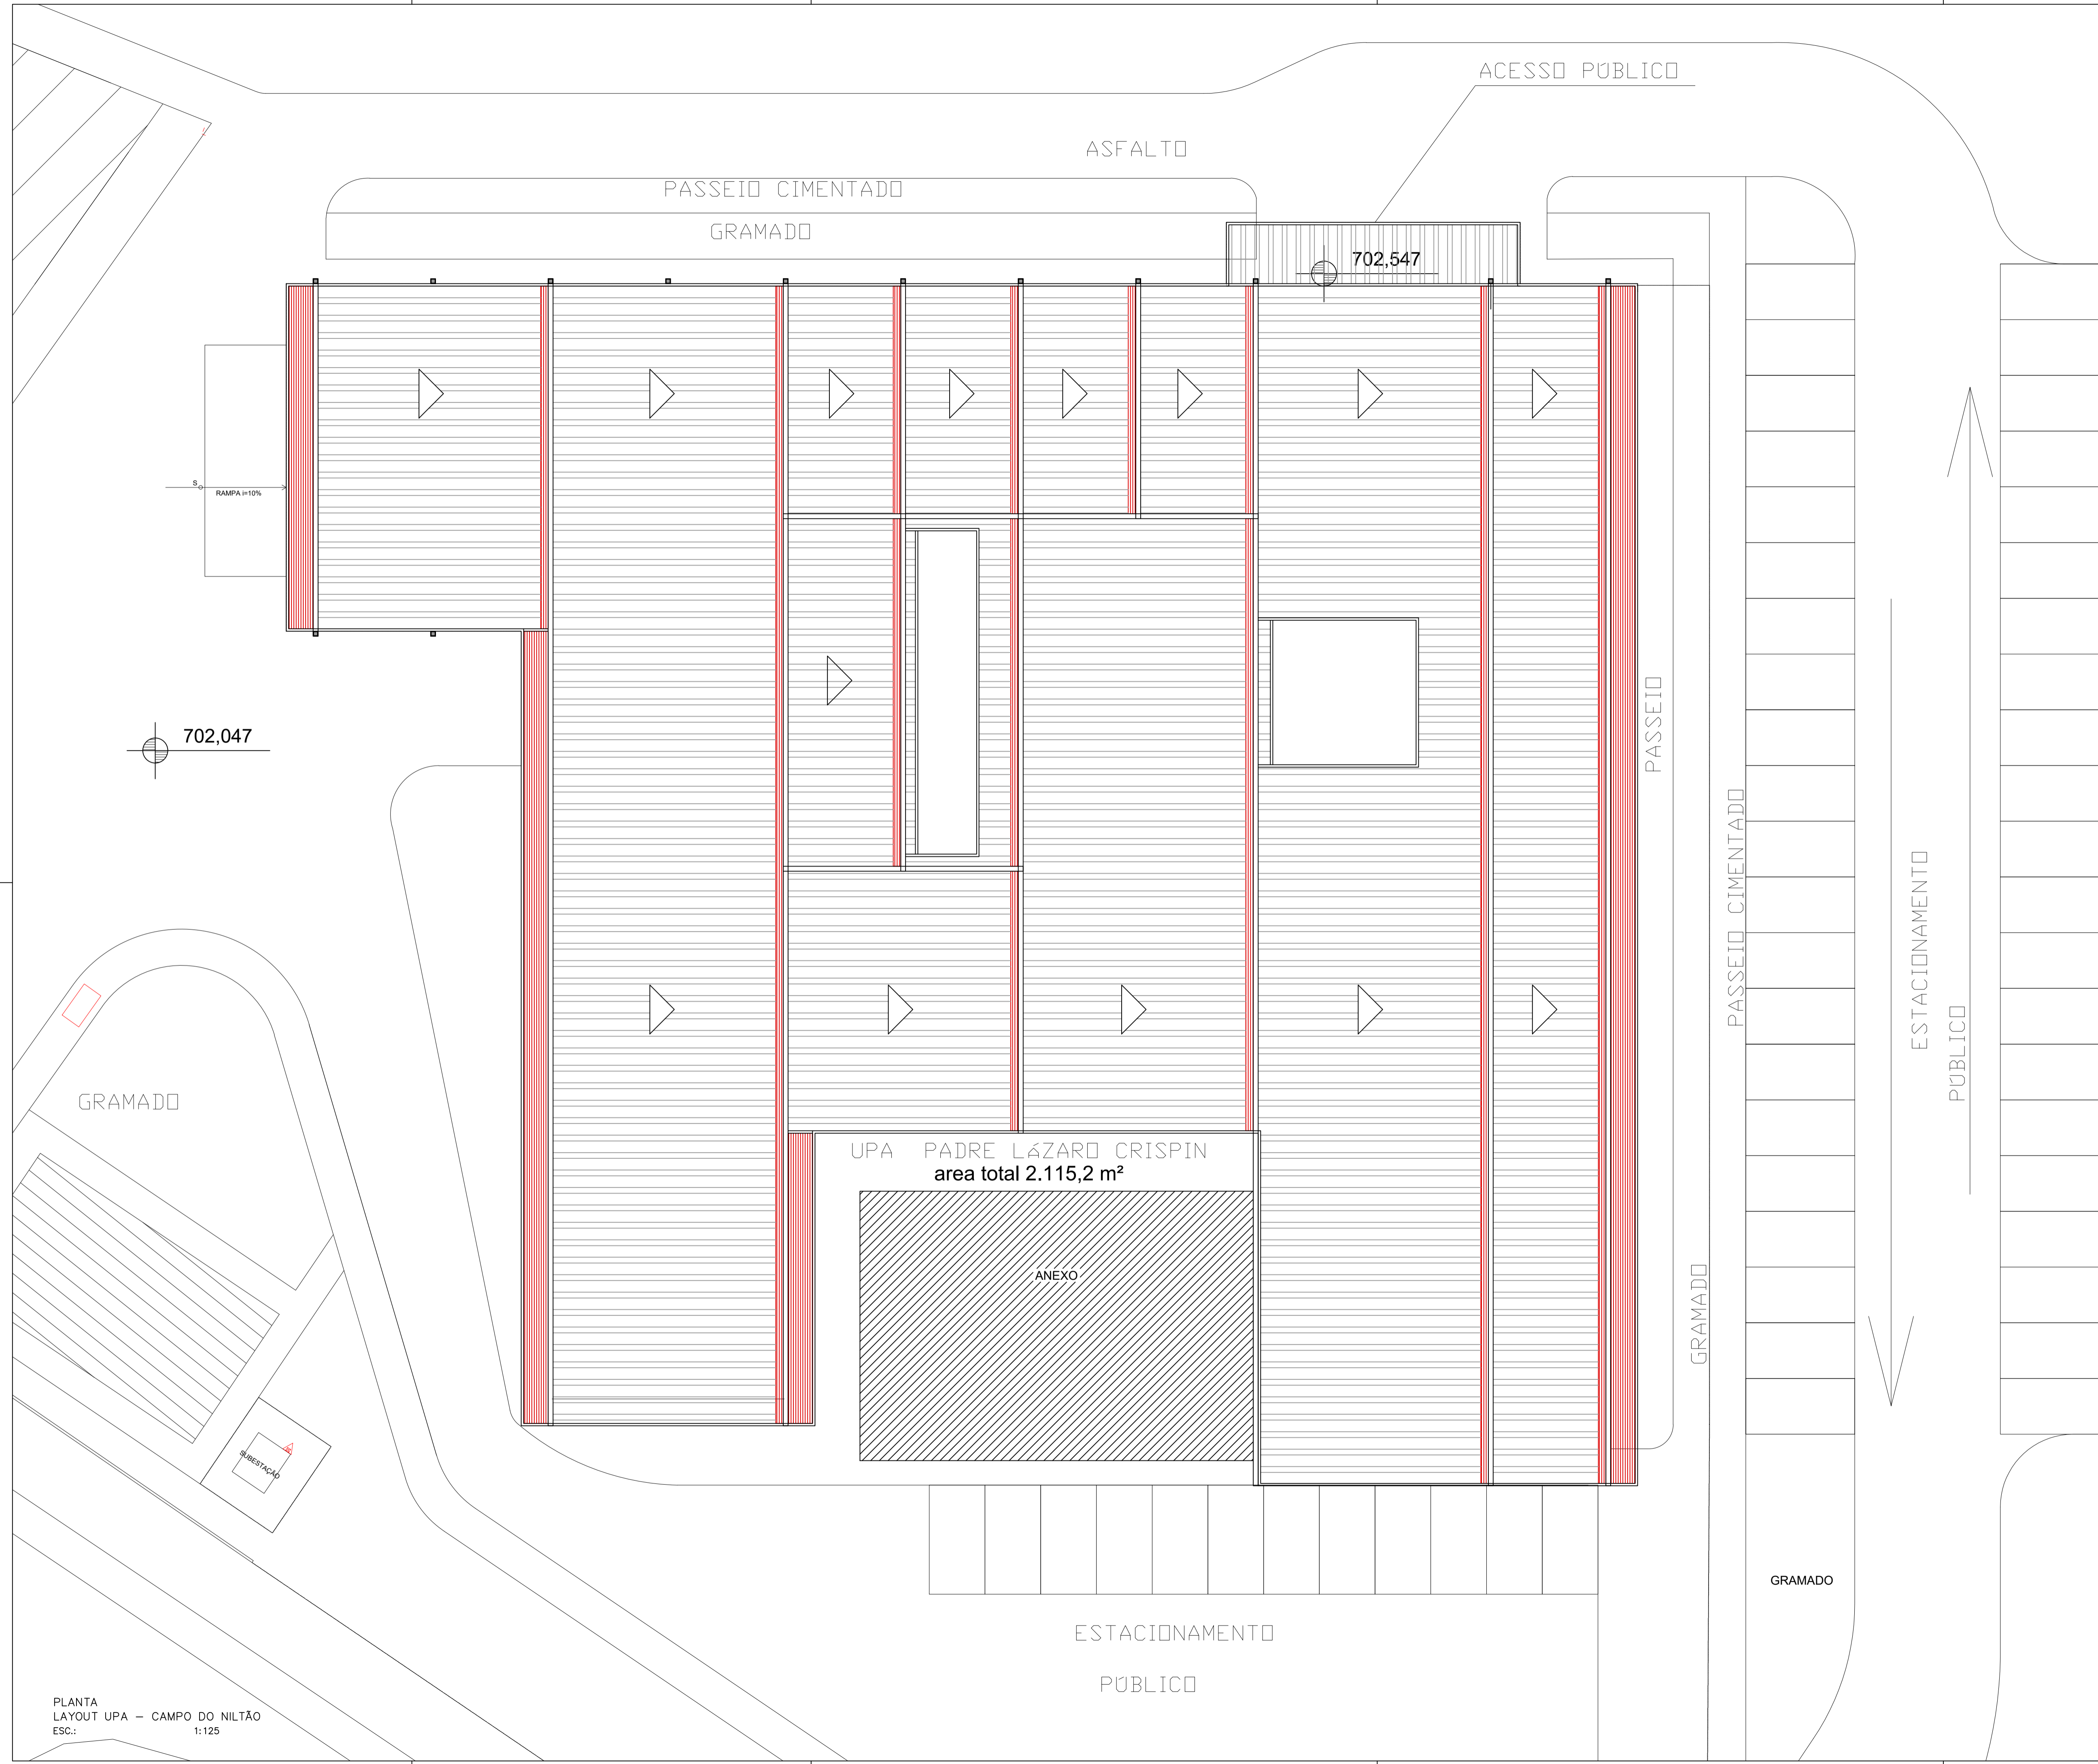 ACESSO PÚBLICO
ASFALTO
PASSEIO CIMENTADO
GRAMADO
702,547
S
RAMPA i=10%
702,047
PASSEIO
PASSEIO CIMENTADO
ESTACIONAMENTO
PÚBLICO
GRAMADO
UPA PADRE LáZARO CRISPIN
area total 2.115,2 m²
ANEXO
GRAMADO
SUBESTAÇÃO
GRAMADO
ESTACIONAMENTO
PÚBLICO
PLANTA
LAYOUT UPA – CAMPO DO NILTÃO
ESC.: 1:125